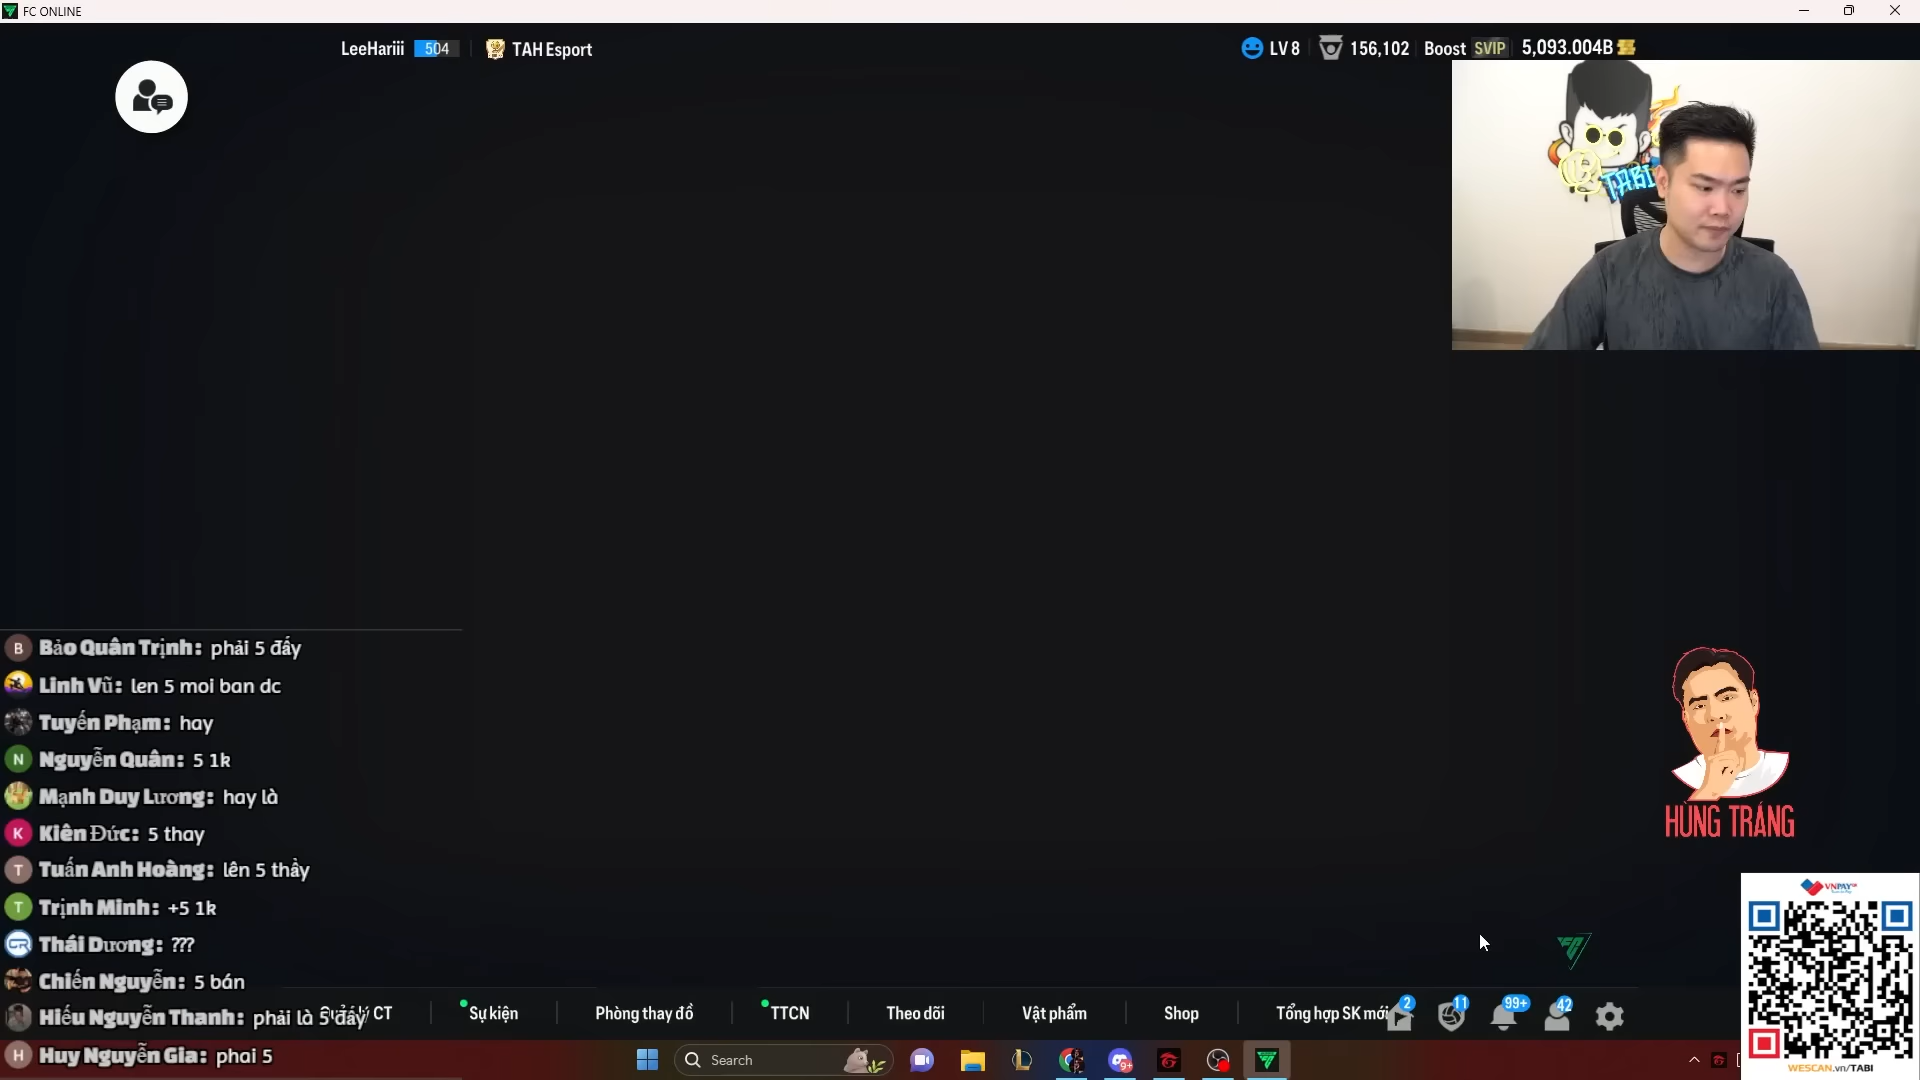 FC ONLINE
LeeHariii 504 TAH Esport LV 8 156,102 Boost SVIP 5,093.004B
TABI
B Bảo Quân Trịnh: phải 5 đấy
Linh Vũ: len 5 moi ban dc
Tuyến Phạm: hay
N Nguyễn Quân: 5 1k
Mạnh Duy Lương: hay là
K Kiên Đức: 5 thay
T Tuấn Anh Hoàng: lên 5 thầy
T Trịnh Minh: +5 1k
Thái Dương: ???
Chiến Nguyễn: 5 bán
Hiếu Nguyễn Thanh: phải là 5 đấy
H Huy Nguyễn Gia: phai 5
HÙNG TRÁNG
CT Sự kiện Phòng thay đồ TTCN Theo dõi Vật phẩm Shop Tổng hợp SK mới 2 11 99+ 42
Search 9+
VNPAY
WESCAN.vn/TABI